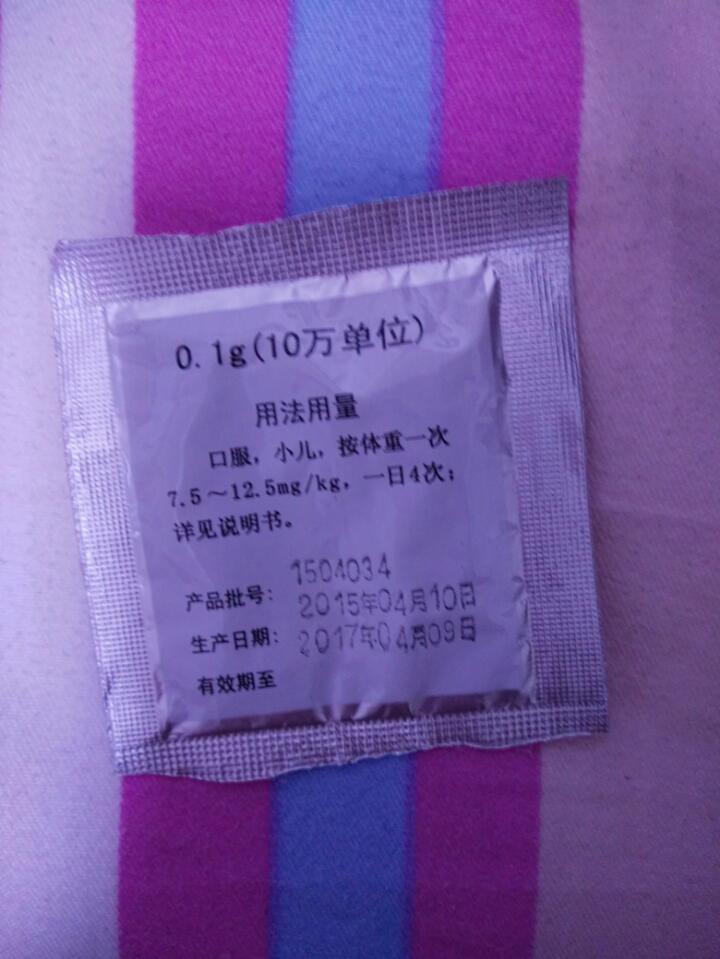 0.1g(10万单位)
用法用量
口服，小儿，按体重一次
7.5～12.5mg/kg，一日4次；
详见说明书。
产品批号： 1504034
生产日期： 2015年04月10日
有效期至 2017年04月09日